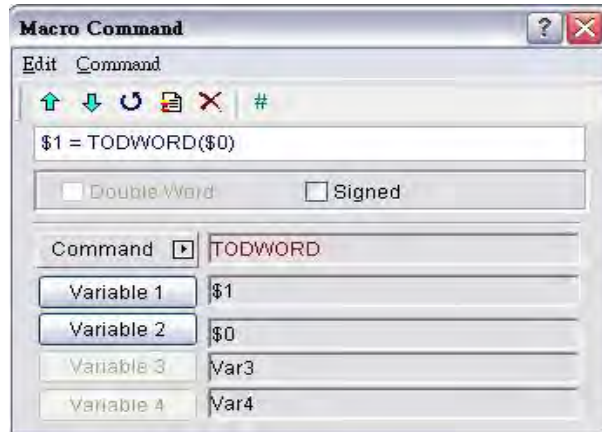 Macro Command
Edit Command
#
$1 = TODWORD($0)
Double Word Signed
Command TODWORD
Variable 1 $1
Variable 2 $0
Variable 3 Var3
Variable 4 Var4